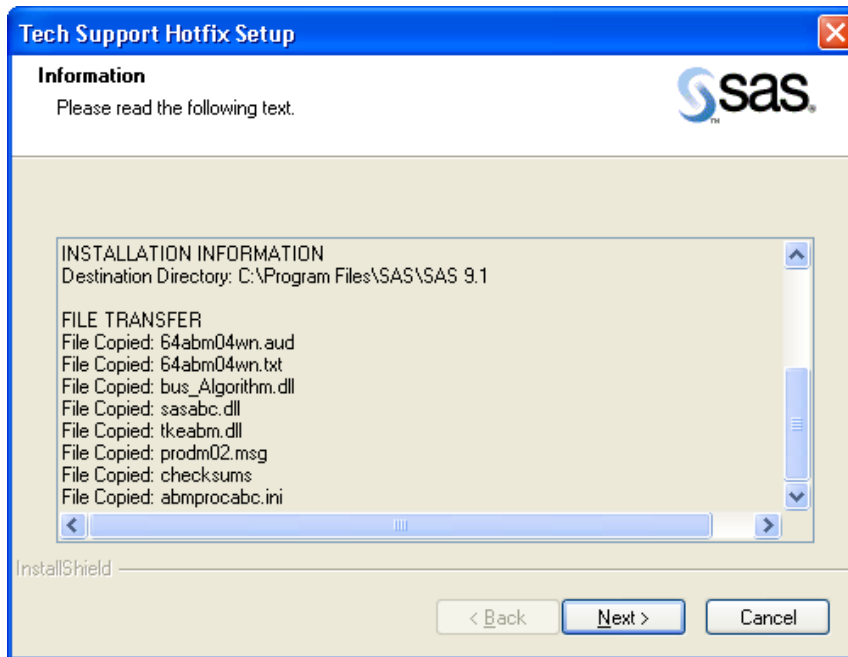 Tech Support Hotfix Setup
Information
Please read the following text.
sas®
TM
INSTALLATION INFORMATION
Destination Directory: C:\Program Files\SAS\SAS 9.1
FILE TRANSFER
File Copied: 64abm04wn.aud
File Copied: 64abm04wn.txt
File Copied: bus_Algorithm.dll
File Copied: sasabc.dll
File Copied: tkeabm.dll
File Copied: prodm02.msg
File Copied: checksums
File Copied: abmprocabc.ini
InstallShield
< Back Next > Cancel